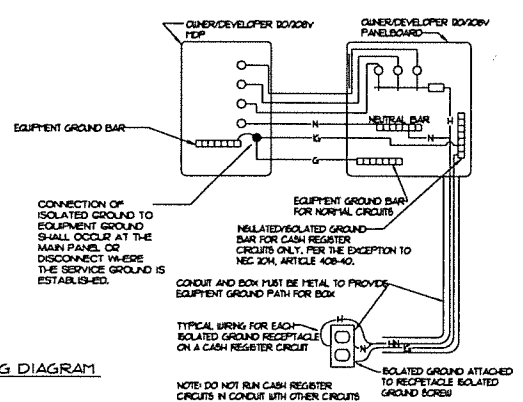 OWNER/DEVELOPER 120/208V
MDP
OWNER/DEVELOPER 120/208V
PANELBOARD
EQUIPMENT GROUND BAR
NEUTRAL BAR
H
N
N
IG
G
CONNECTION OF
ISOLATED GROUND TO
EQUIPMENT GROUND
SHALL OCCUR AT THE
MAIN PANEL OR
DISCONNECT WHERE
THE SERVICE GROUND IS
ESTABLISHED.
EQUIPMENT GROUND BAR
FOR NORMAL CIRCUITS
INSULATED/ISOLATED GROUND
BAR FOR CASH REGISTER
CIRCUITS ONLY, PER THE EXCEPTION TO
NEC 2014, ARTICLE 408-40.
CONDUIT AND BOX MUST BE METAL TO PROVIDE
EQUIPMENT GROUND PATH FOR BOX
TYPICAL WIRING FOR EACH
ISOLATED GROUND RECEPTACLE
ON A CASH REGISTER CIRCUIT
H
N
H
N
IG
G DIAGRAM
ISOLATED GROUND ATTACHED
TO RECPETACLE ISOLATED
GROUND SCREW
NOTE: DO NOT RUN CASH REGISTER
CIRCUITS IN CONDUIT WITH OTHER CIRCUITS